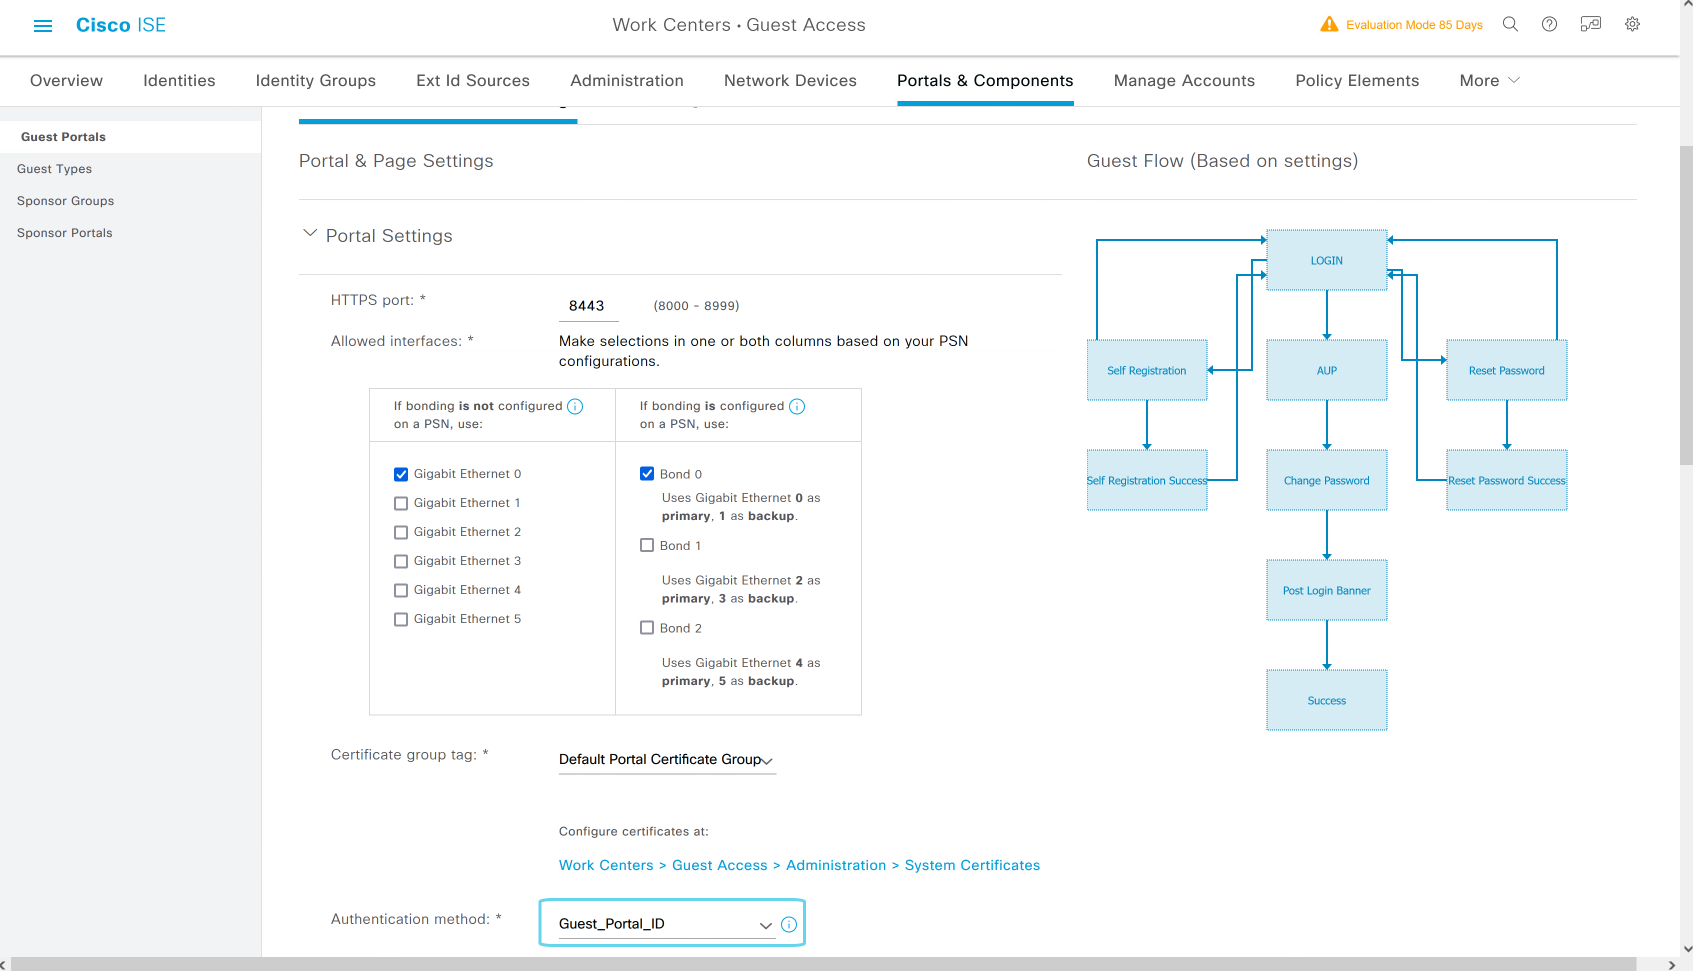 Cisco ISE
Work Centers • Guest Access
Evaluation Mode 85 Days
Overview
Identities
Identity Groups
Ext Id Sources
Administration
Network Devices
Portals & Components
Manage Accounts
Policy Elements
More
Guest Portals
Guest Types
Sponsor Groups
Sponsor Portals
Portal & Page Settings
Portal Settings
HTTPS port: *
8443
(8000 - 8999)
Allowed interfaces: *
Make selections in one or both columns based on your PSN
configurations.
If bonding is not configured
on a PSN, use:
Gigabit Ethernet 0
Gigabit Ethernet 1
Gigabit Ethernet 2
Gigabit Ethernet 3
Gigabit Ethernet 4
Gigabit Ethernet 5
If bonding is configured
on a PSN, use:
Bond 0
Uses Gigabit Ethernet 0 as
primary, 1 as backup.
Bond 1
Uses Gigabit Ethernet 2 as
primary, 3 as backup.
Bond 2
Uses Gigabit Ethernet 4 as
primary, 5 as backup.
Certificate group tag: *
Default Portal Certificate Group
Configure certificates at:
Work Centers > Guest Access > Administration > System Certificates
Authentication method: *
Guest_Portal_ID
Guest Flow (Based on settings)
LOGIN
Self Registration
AUP
Reset Password
Self Registration Success
Change Password
Reset Password Success
Post Login Banner
Success